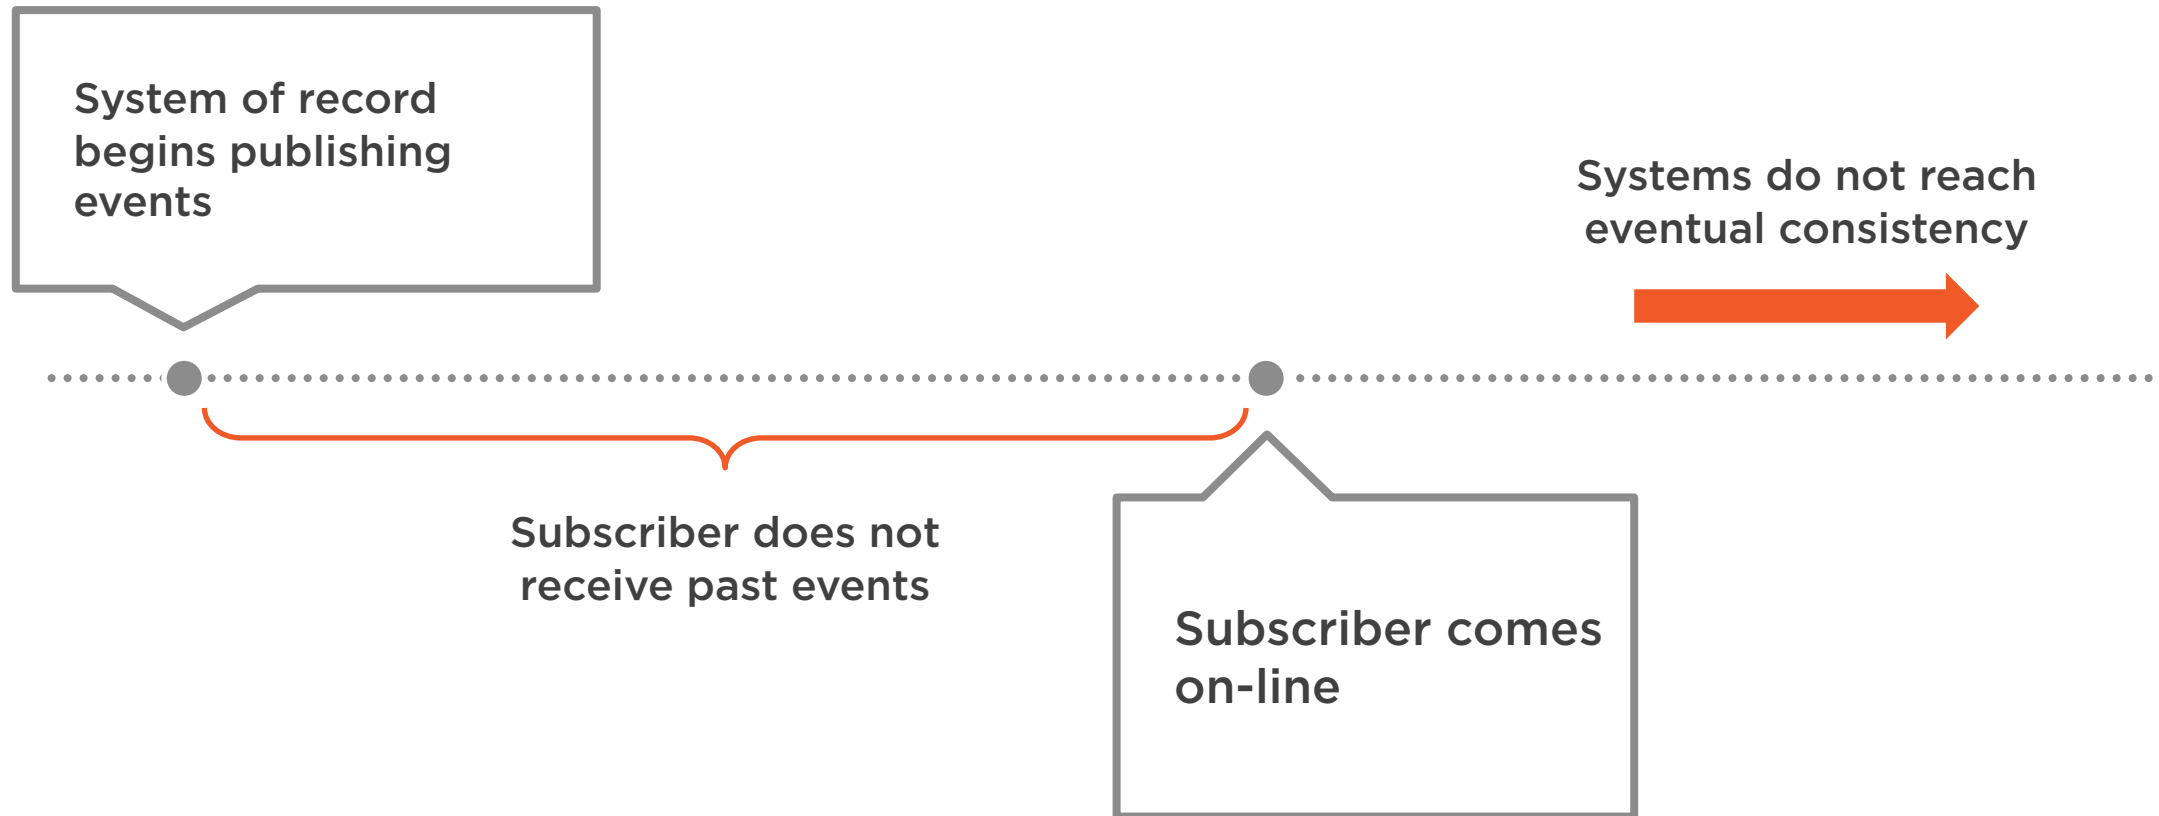 System of record
begins publishing
events
Systems do not reach
eventual consistency
Subscriber does not
receive past events
Subscriber comes
on-line